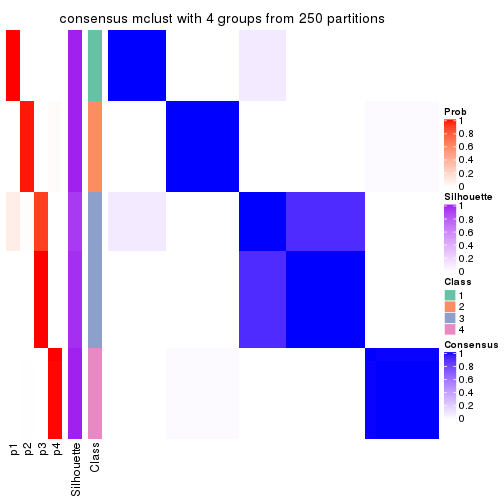 consensus mclust with 4 groups from 250 partitions
Prob
1
0.8
0.6
0.4
0.2
0
Silhouette
1
0.8
0.6
0.4
0.2
0
Class
1
2
3
4
Consensus
1
0.8
0.6
0.4
0.2
0
p1
p2
p3
p4
Silhouette
Class